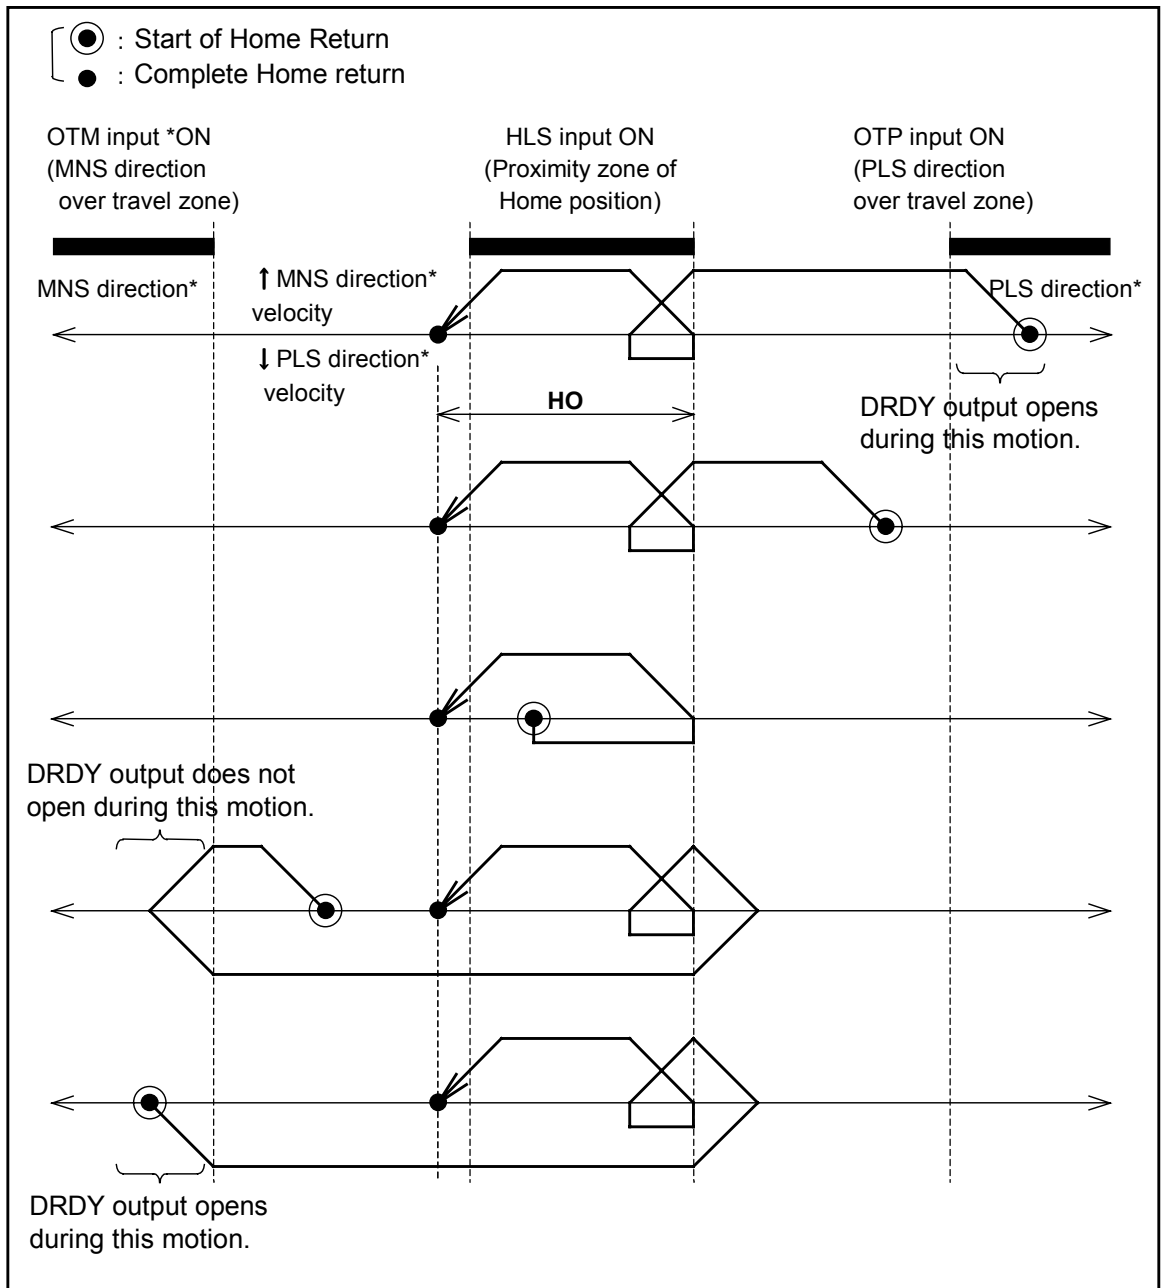 : Start of Home Return
: Complete Home return
OTM input *ON
(MNS direction
over travel zone)
HLS input ON
(Proximity zone of
Home position)
OTP input ON
(PLS direction
over travel zone)
MNS direction*
↑ MNS direction*
velocity
PLS direction*
↓ PLS direction*
velocity
HO
DRDY output opens
during this motion.
DRDY output does not
open during this motion.
DRDY output opens
during this motion.